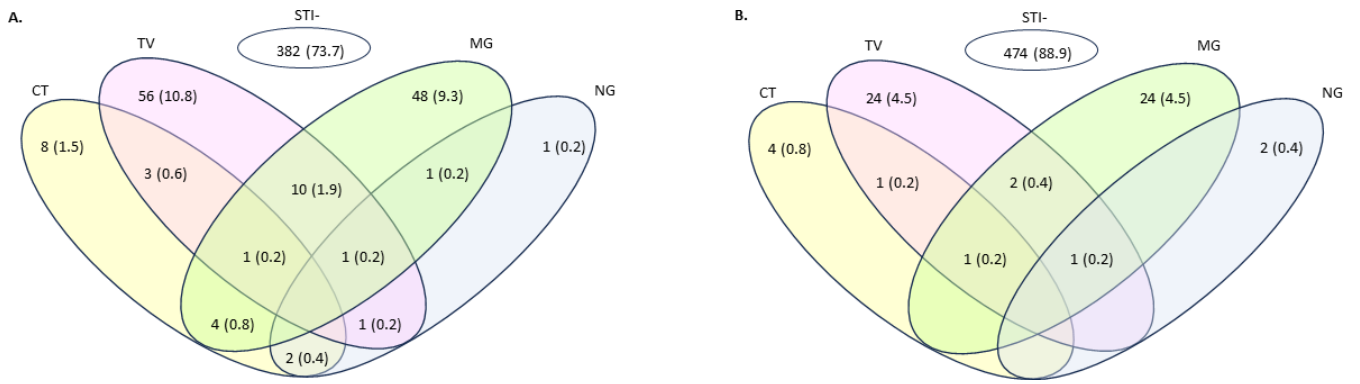 A.
STI-
382 (73.7)
TV
MG
CT
NG
56 (10.8)
48 (9.3)
8 (1.5)
3 (0.6)
10 (1.9)
1 (0.2)
1 (0.2)
1 (0.2)
1 (0.2)
4 (0.8)
1 (0.2)
2 (0.4)
B.
STI-
474 (88.9)
TV
MG
CT
NG
24 (4.5)
24 (4.5)
4 (0.8)
2 (0.4)
1 (0.2)
2 (0.4)
1 (0.2)
1 (0.2)